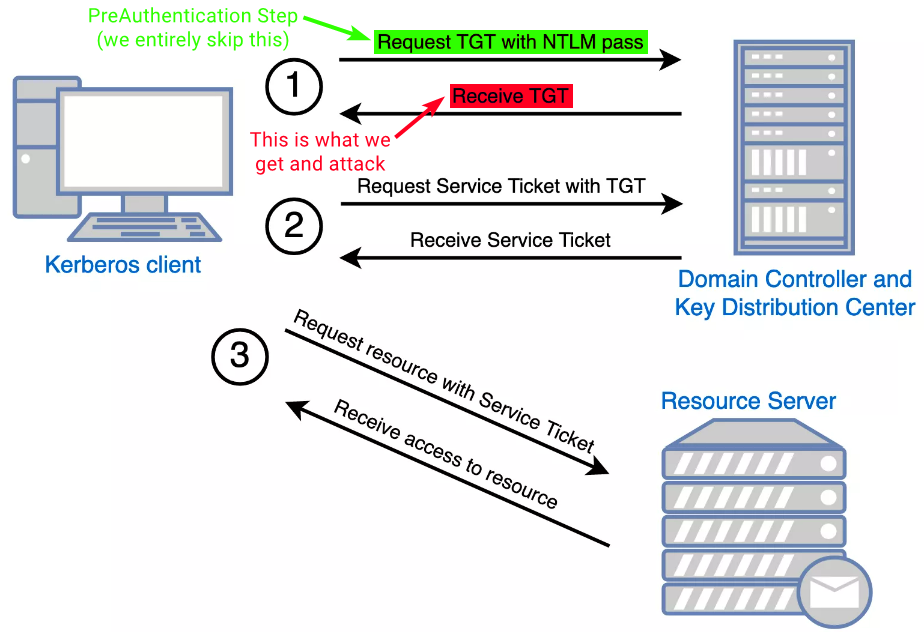 PreAuthentication Step
(we entirely skip this)
Request TGT with NTLM pass
1
Receive TGT
This is what we
get and attack
Request Service Ticket with TGT
2
Receive Service Ticket
Kerberos client
Domain Controller and
Key Distribution Center
3
Request resource with Service Ticket
Receive access to resource
Resource Server